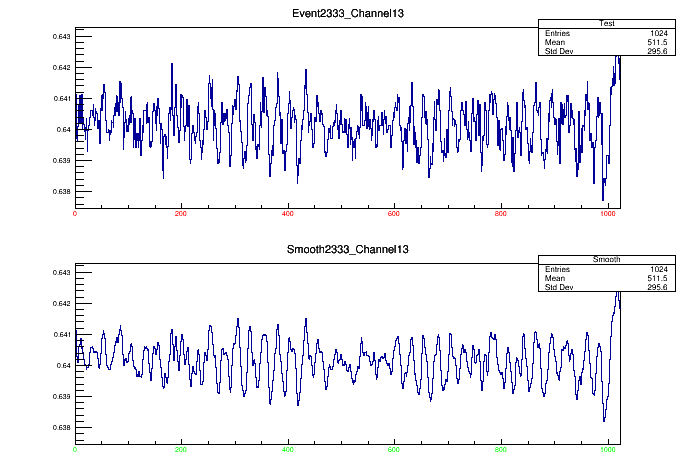 Event2333_Channel13
Test
Entries 1024
Mean 511.5
Std Dev 295.6
0.643
0.642
0.641
0.64
0.639
0.638
0 200 400 600 800 1000
Smooth2333_Channel13
Smooth
Entries 1024
Mean 511.5
Std Dev 295.6
0.643
0.642
0.641
0.64
0.639
0.638
0 200 400 600 800 1000